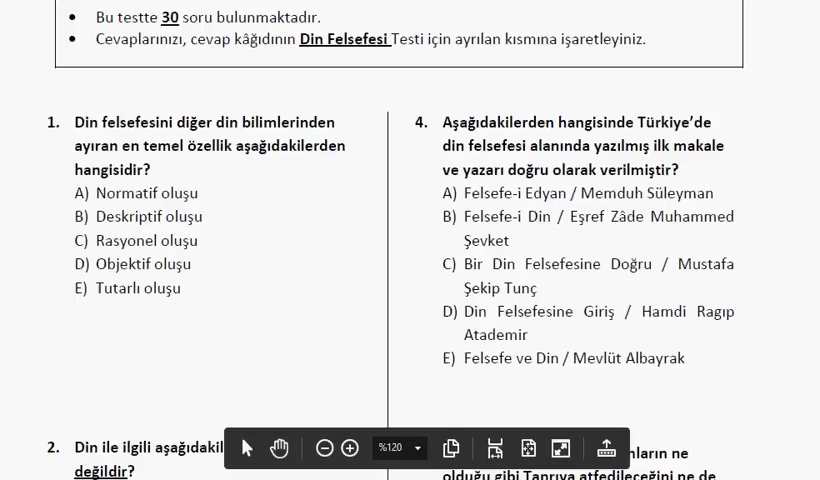 Bu testte 30 soru bulunmaktadır.
Cevaplarınızı, cevap kâğıdının Din Felsefesi Testi için ayrılan kısmına işaretleyiniz.
1. Din felsefesini diğer din bilimlerinden
ayıran en temel özellik aşağıdakilerden
hangisidir?
A) Normatif oluşu
B) Deskriptif oluşu
C) Rasyonel oluşu
D) Objektif oluşu
E) Tutarlı oluşu
2. Din ile ilgili
değildir?
4. Aşağıdakilerden hangisinde Türkiye’de
din felsefesi alanında yazılmış ilk makale
ve yazarı doğru olarak verilmiştir?
A) Felsefe-i Edyan / Memduh Süleyman
B) Felsefe-i Din / Eşref Zâde Muhammed
Şevket
C) Bir Din Felsefesine Doğru / Mustafa
Şekip Tunç
D) Din Felsefesine Giriş / Hamdi Ragıp
Atademir
E) Felsefe ve Din / Mevlüt Albayrak
ne
olduğu gibi Tanrıya atfedileceğini ne de
%120